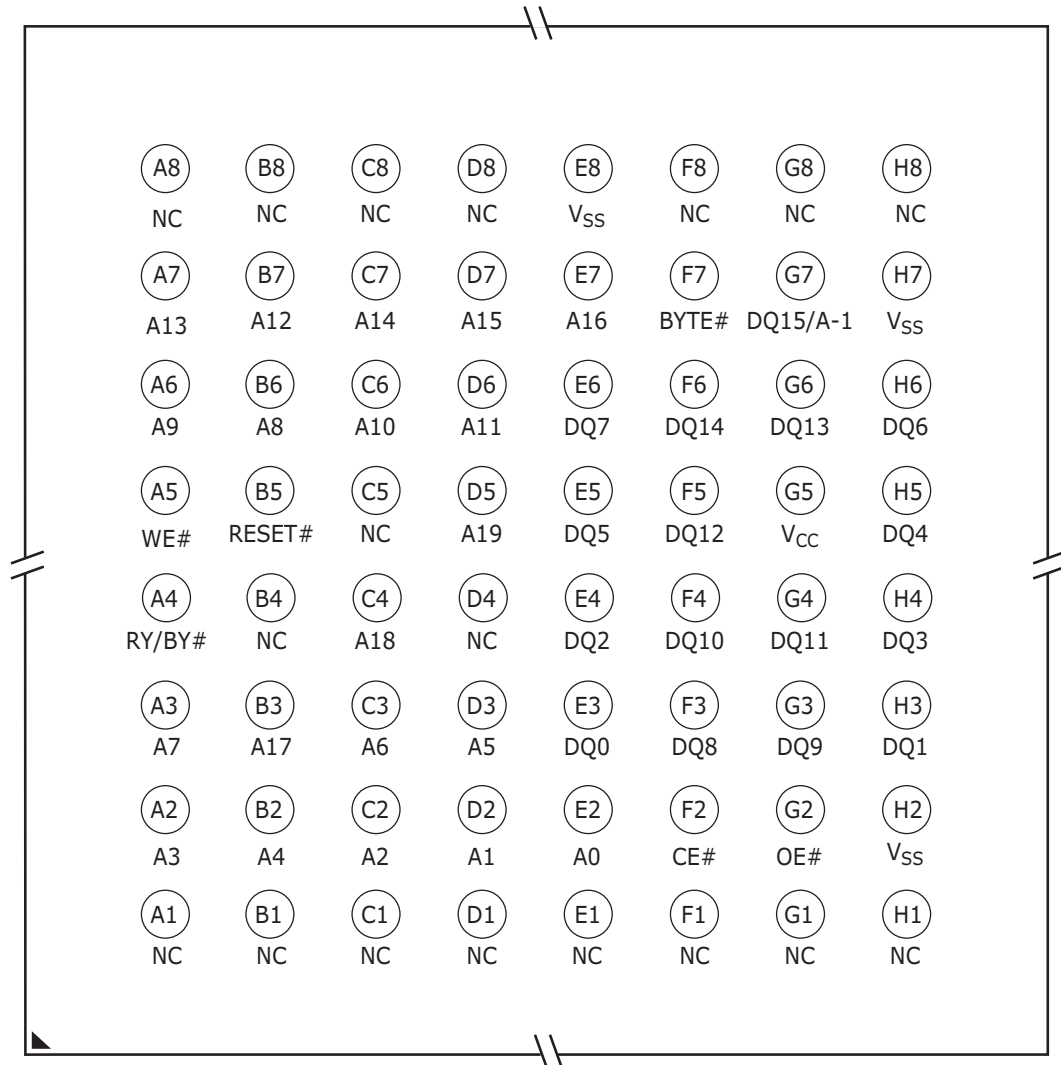 A8 B8 C8 D8 E8 F8 G8 H8
NC NC NC NC VSS NC NC NC
A7 B7 C7 D7 E7 F7 G7 H7
A13 A12 A14 A15 A16 BYTE# DQ15/A-1 VSS
A6 B6 C6 D6 E6 F6 G6 H6
A9 A8 A10 A11 DQ7 DQ14 DQ13 DQ6
A5 B5 C5 D5 E5 F5 G5 H5
WE# RESET# NC A19 DQ5 DQ12 VCC DQ4
A4 B4 C4 D4 E4 F4 G4 H4
RY/BY# NC A18 NC DQ2 DQ10 DQ11 DQ3
A3 B3 C3 D3 E3 F3 G3 H3
A7 A17 A6 A5 DQ0 DQ8 DQ9 DQ1
A2 B2 C2 D2 E2 F2 G2 H2
A3 A4 A2 A1 A0 CE# OE# VSS
A1 B1 C1 D1 E1 F1 G1 H1
NC NC NC NC NC NC NC NC